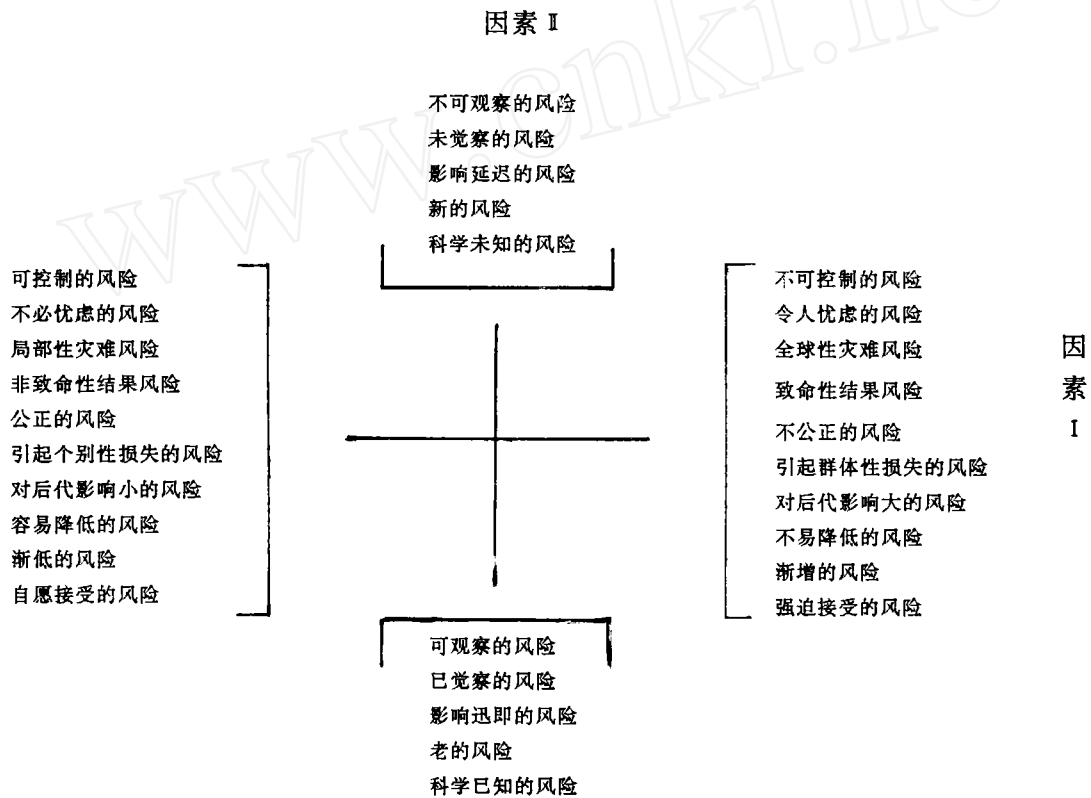 因素 Ⅱ
www.cnki.ne
不可观察的风险
未觉察的风险
影响延迟的风险
新的风险
科学未知的风险
可控制的风险
不必忧虑的风险
局部性灾难风险
非致命性结果风险
公正的风险
引起个别性损失的风险
对后代影响小的风险
容易降低的风险
渐低的风险
自愿接受的风险
不可控制的风险
令人忧虑的风险
全球性灾难风险
致命性结果风险
不公正的风险
引起群体性损失的风险
对后代影响大的风险
不易降低的风险
渐增的风险
强迫接受的风险
因素 Ⅰ
可观察的风险
已觉察的风险
影响迅即的风险
老的风险
科学已知的风险